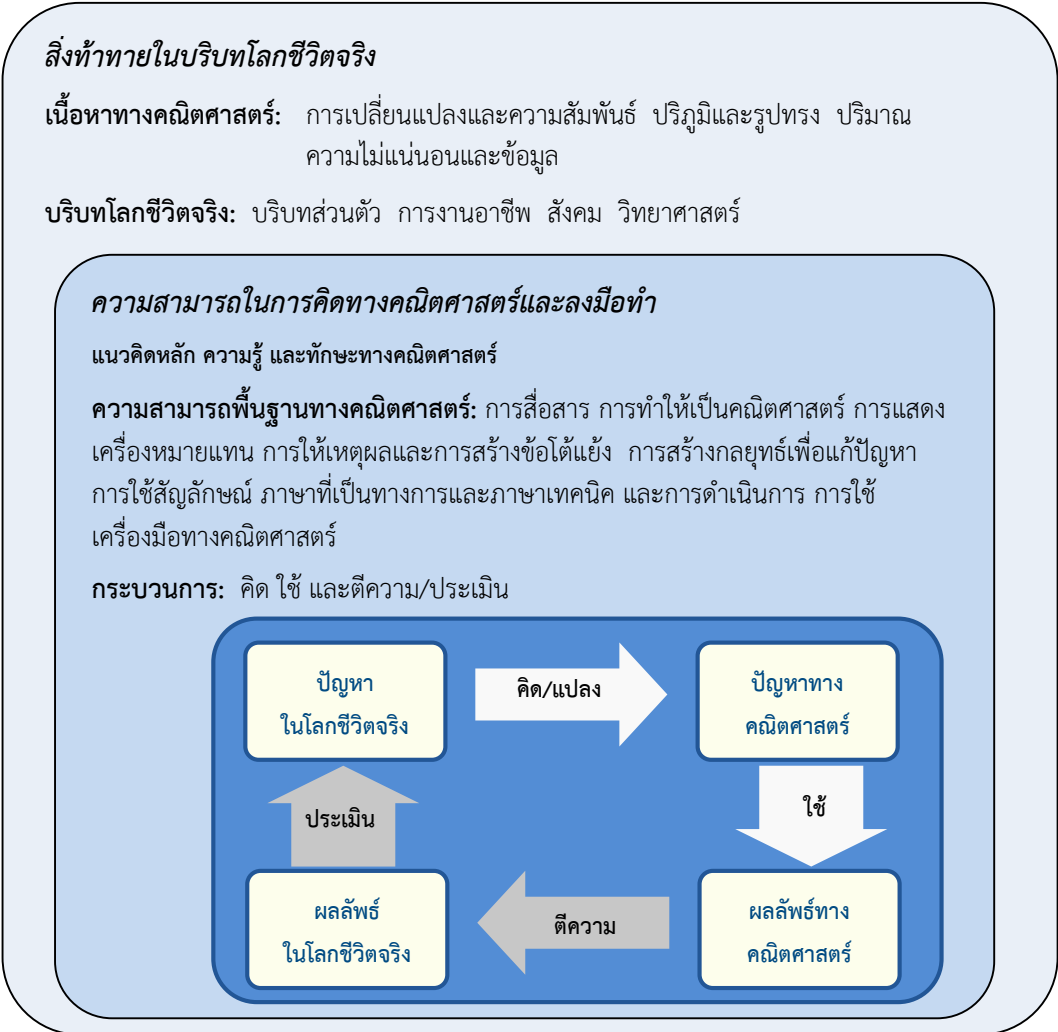 สิ่งท้าทายในบริบทโลกชีวิตจริง
เนื้อหาทางคณิตศาสตร์: การเปลี่ยนแปลงและความสัมพันธ์ ปริภูมิและรูปทรง ปริมาณ
ความไม่แน่นอนและข้อมูล
บริบทโลกชีวิตจริง: บริบทส่วนตัว การงานอาชีพ สังคม วิทยาศาสตร์
ความสามารถในการคิดทางคณิตศาสตร์และลงมือทำ
แนวคิดหลัก ความรู้ และทักษะทางคณิตศาสตร์
ความสามารถพื้นฐานทางคณิตศาสตร์: การสื่อสาร การทำให้เป็นคณิตศาสตร์ การแสดง
เครื่องหมายแทน การให้เหตุผลและการสร้างข้อโต้แย้ง การสร้างกลยุทธ์เพื่อแก้ปัญหา
การใช้สัญลักษณ์ ภาษาที่เป็นทางการและภาษาเทคนิค และการดำเนินการ การใช้
เครื่องมือทางคณิตศาสตร์
กระบวนการ: คิด ใช้ และตีความ/ประเมิน
ปัญหา
ในโลกชีวิตจริง
คิด/แปลง
ปัญหาทาง
คณิตศาสตร์
ประเมิน
ใช้
ผลลัพธ์
ในโลกชีวิตจริง
ตีความ
ผลลัพธ์ทาง
คณิตศาสตร์